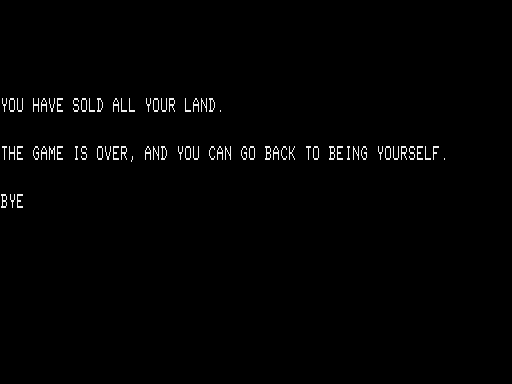 YOU HAVE SOLD ALL YOUR LAND.
THE GAME IS OVER, AND YOU CAN GO BACK TO BEING YOURSELF.
BYE